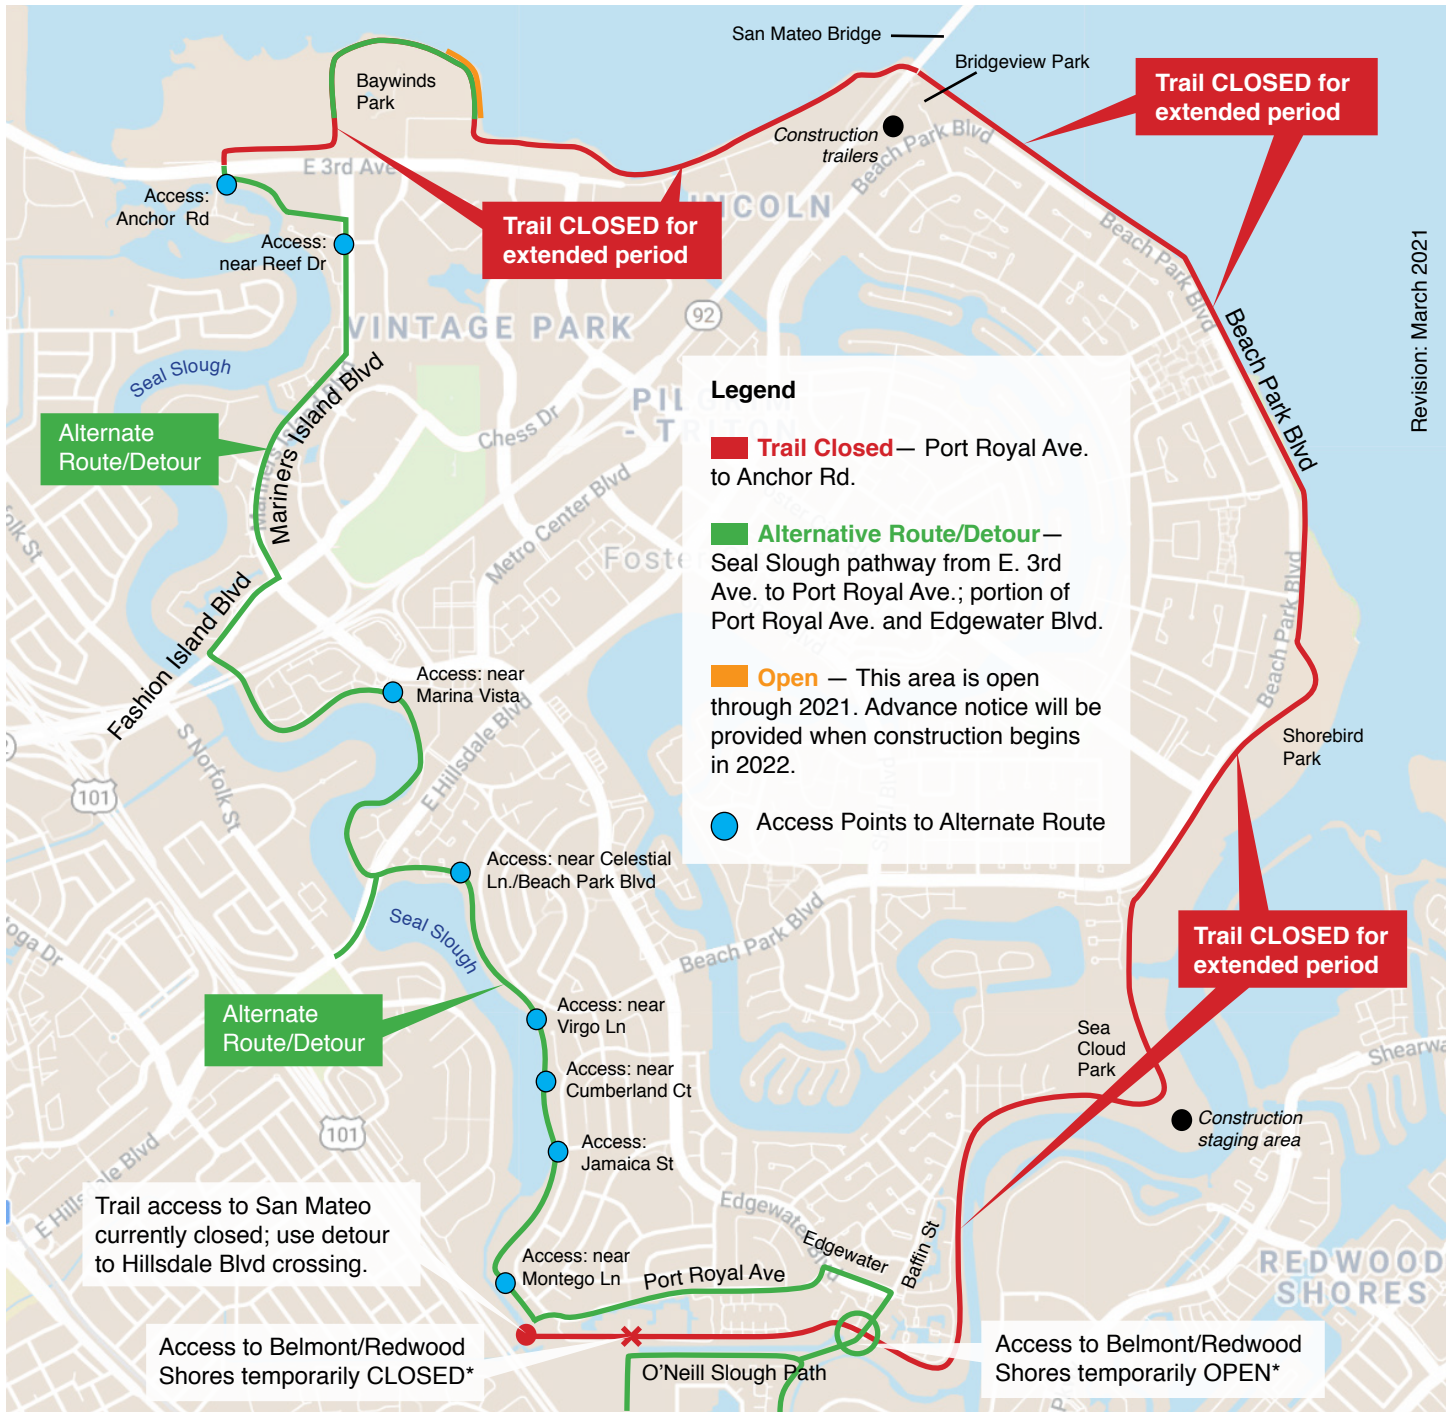 San Mateo Bridge
Bridgeview Park
Baywinds
Park
Trail CLOSED for
extended period
Construction
trailers
Beach Park Blvd
E 3rd Ave
Access:
Anchor Rd
Access:
near Reef Dr
Trail CLOSED for
extended period
NCOLN
Beach Park Blvd
Revision: March 2021
92
VINTAGE PARK
Seal Slough
Mariners Island Blvd
Beach Park Blvd
Alternate
Route/Detour
Chess Dr
Metro Center Blvd
Legend
Trail Closed— Port Royal Ave.
to Anchor Rd.
Alternative Route/Detour—
Seal Slough pathway from E. 3rd
Ave. to Port Royal Ave.; portion of
Port Royal Ave. and Edgewater Blvd.
Open — This area is open
through 2021. Advance notice will be
provided when construction begins
in 2022.
Access Points to Alternate Route
Fashion Island Blvd
Beach Park Blvd
Access: near
Marina Vista
S Norfolk St
E Hillsdale Blvd
101
Shorebird
Park
Access: near Celestial
Ln./Beach Park Blvd
Seal Slough
Beach Park Blvd
Trail CLOSED for
extended period
Alternate
Route/Detour
Access: near
Virgo Ln
Sea
Cloud
Park
Access: near
Cumberland Ct
101
Construction
staging area
Access:
Jamaica St
E Hillsdale Blvd
Trail access to San Mateo
currently closed; use detour
to Hillsdale Blvd crossing.
Edgewater Blvd
Edgewater
Baffin St
Access: near
Montego Ln
Port Royal Ave
REDWOOD
SHORES
Access to Belmont/Redwood
Shores temporarily CLOSED*
O'Neill Slough Path
Access to Belmont/Redwood
Shores temporarily OPEN*